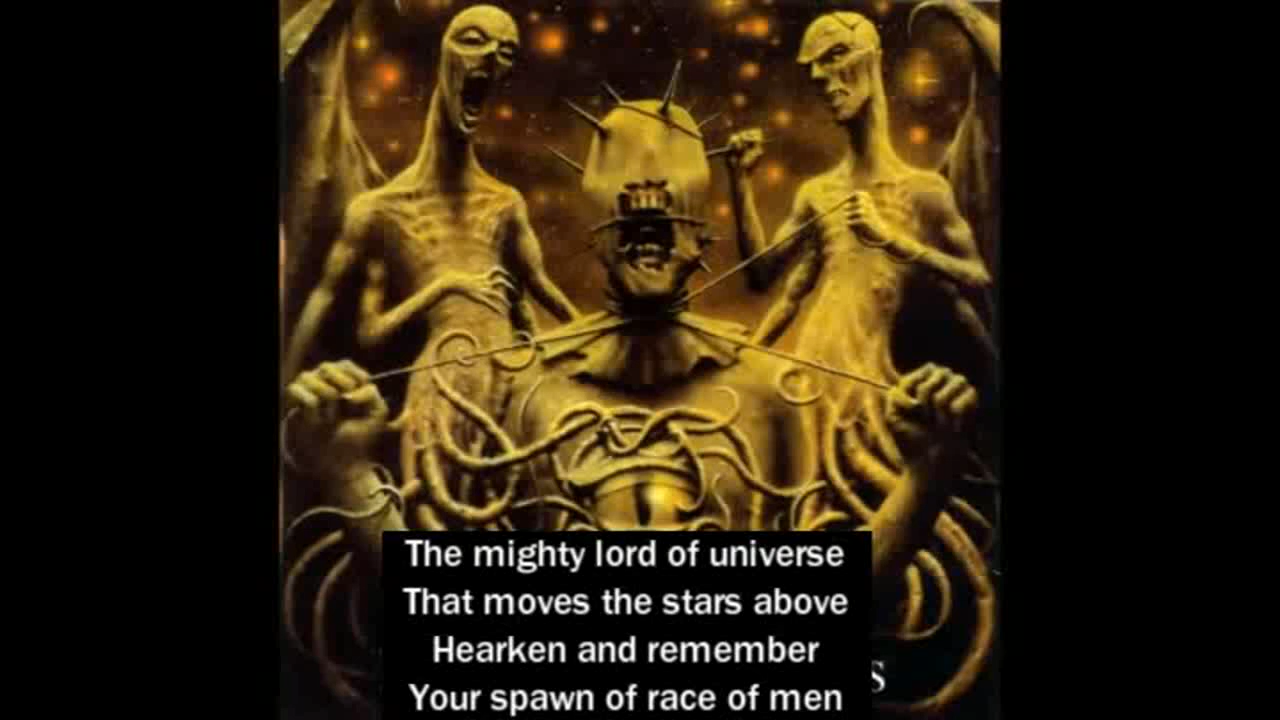 The mighty lord of universe
That moves the stars above
Hearken and remember
Your spawn of race of men
S